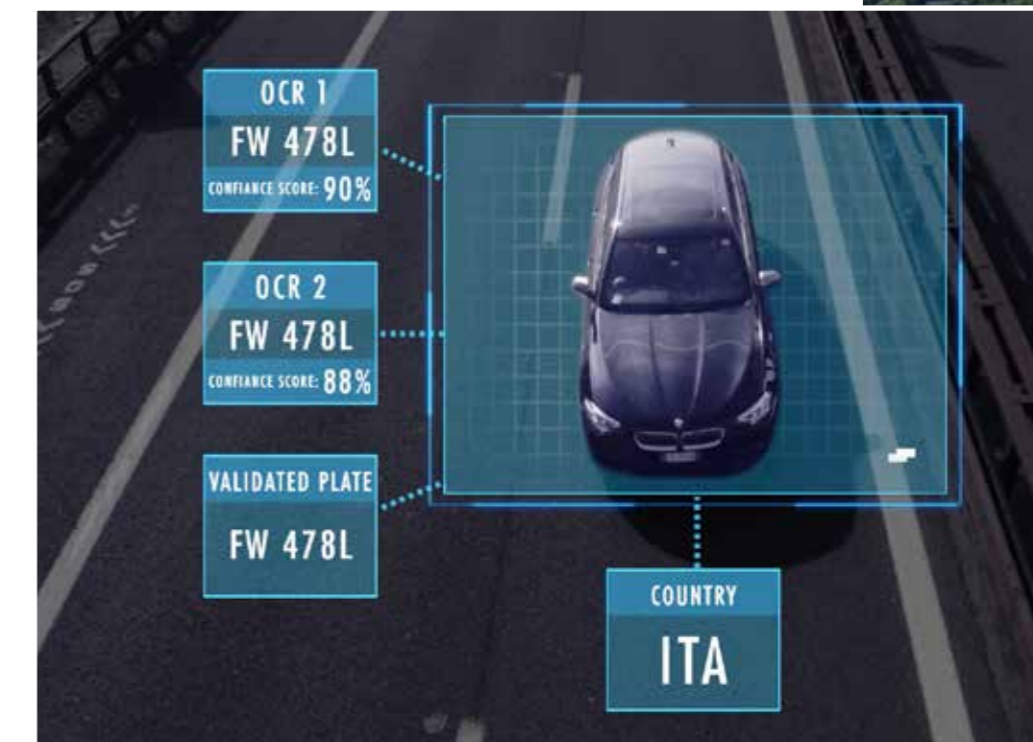 OCR 1
FW 478L
CONFIANCE SCORE: 90%
OCR 2
FW 478L
CONFIANCE SCORE: 88%
VALIDATED PLATE
FW 478L
COUNTRY
ITA